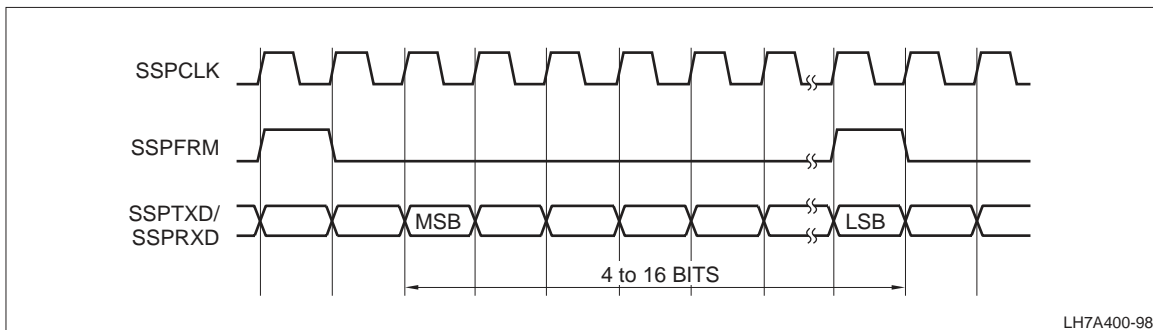 SSPCLK
SSPFRM
SSPTXD/
SSPRXD
MSB
LSB
4 to 16 BITS
LH7A400-98